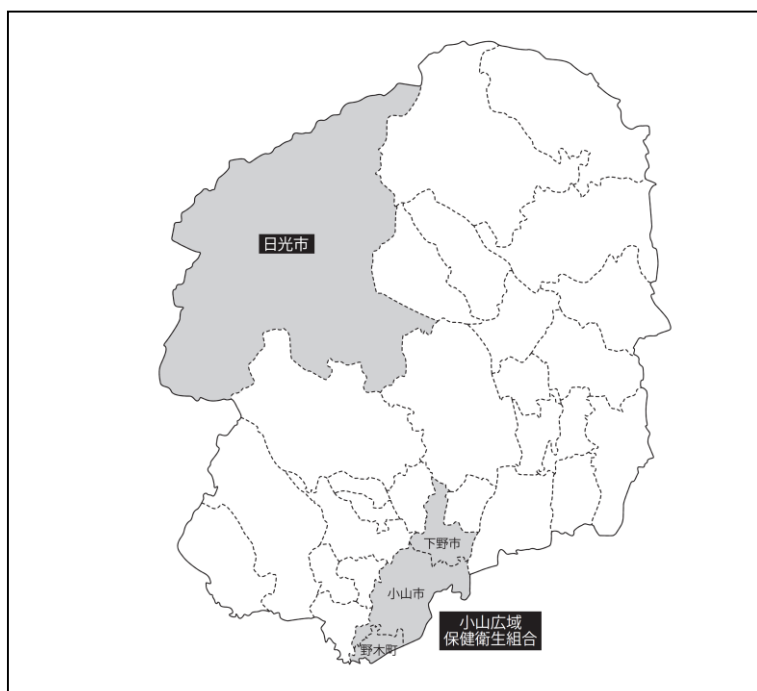 日光市
下野市
小山市
小山広域
保健衛生組合
野木町